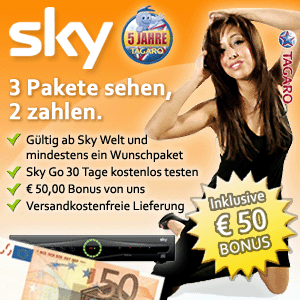 sky
5 JAHRE
TAGARO
TAGARO
3 Pakete sehen,
2 zahlen.
Gültig ab Sky Welt und
mindestens ein Wunschpaket
Sky Go 30 Tage kostenlos testen
€ 50,00 Bonus von uns
Versandkostenfreie Lieferung
Inklusive
€ 50
BONUS
sky
50